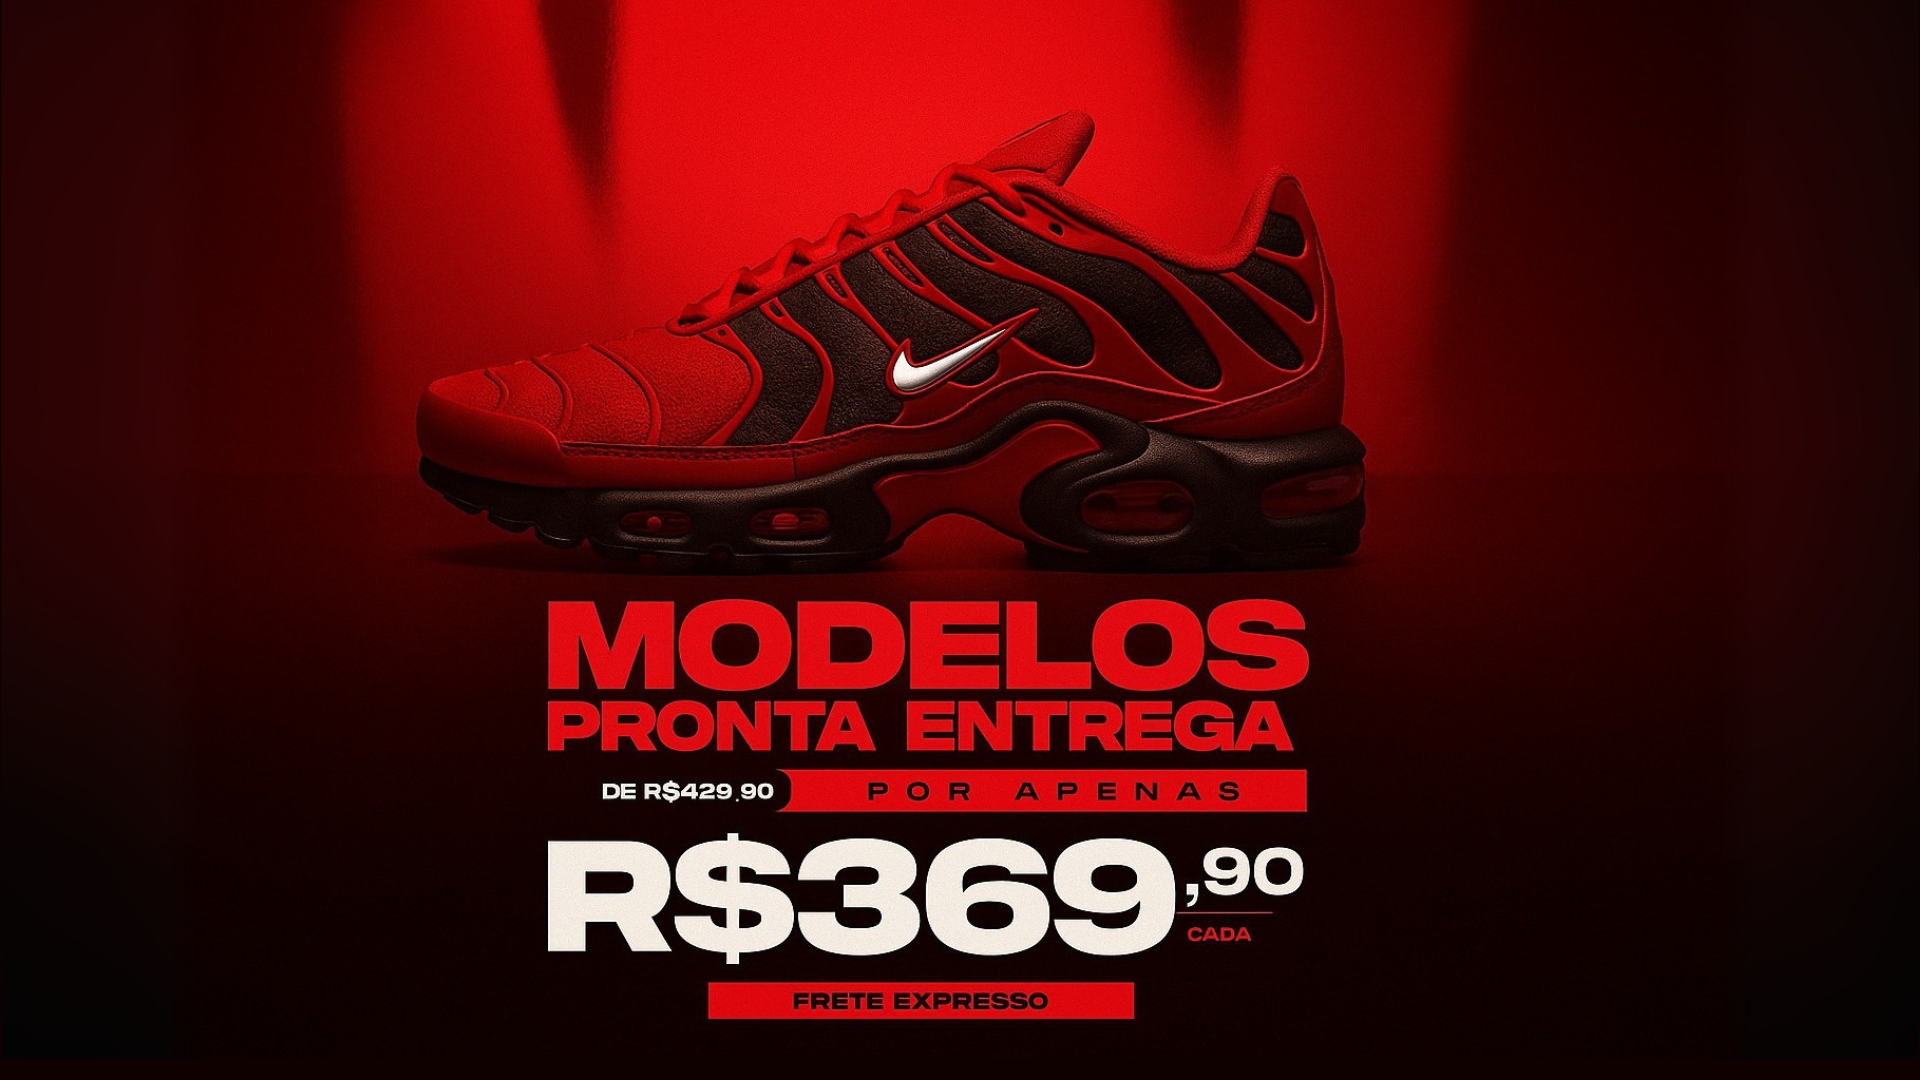 MODELOS
PRONTA ENTREGA
DE R$429,90
POR APENAS
R$369,90
CADA
FRETE EXPRESSO